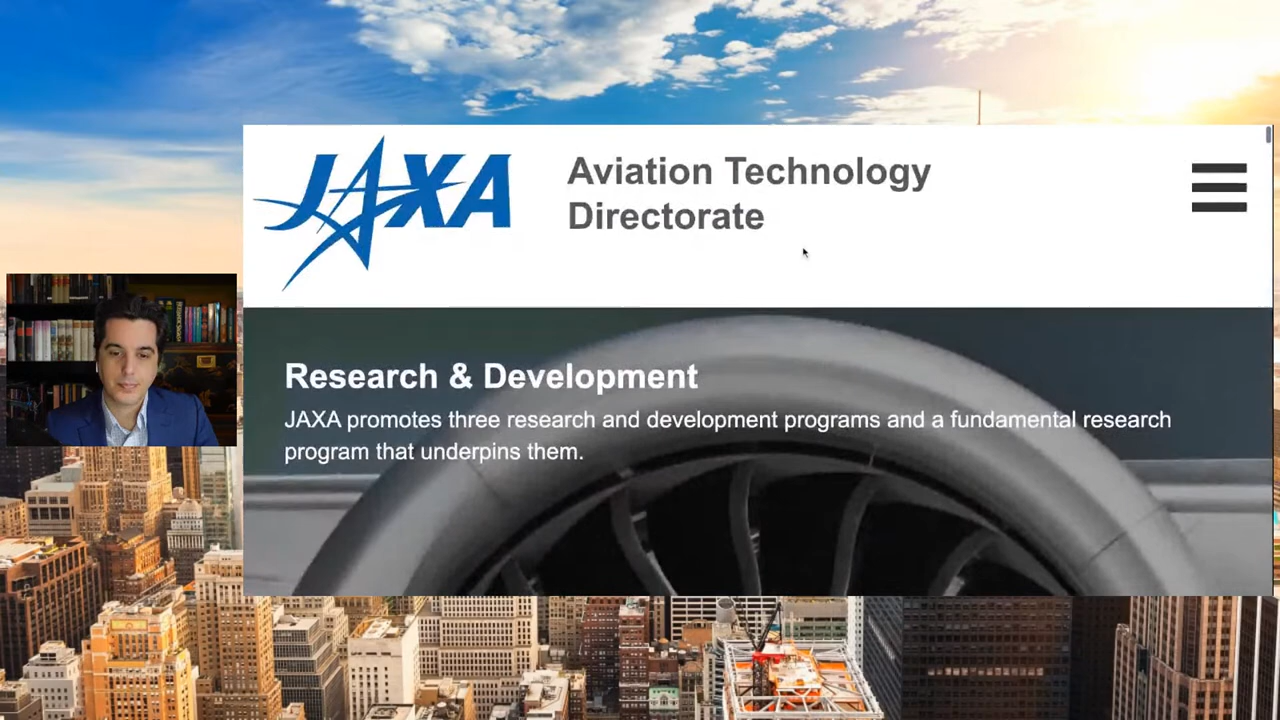 JAXA
Aviation Technology
Directorate
Research & Development
JAXA promotes three research and development programs and a fundamental research
program that underpins them.